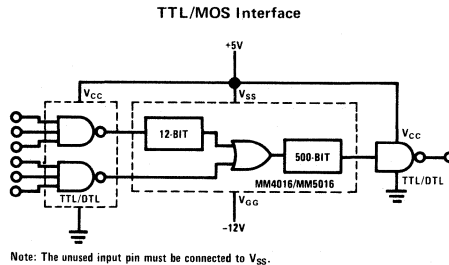 TTL/MOS Interface
+5V
VCC
VSS
VCC
12-BIT
500-BIT
TTL/DTL
MM4016/MM5016
TTL/DTL
VGG
−12V
Note: The unused input pin must be connected to VSS.